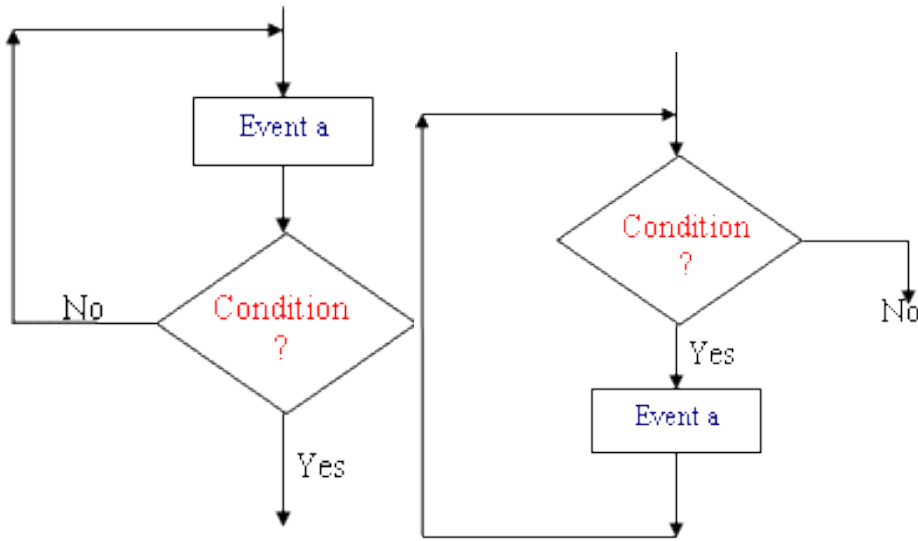 Event a
Condition
?
No
Yes
Condition
?
No
Yes
Event a